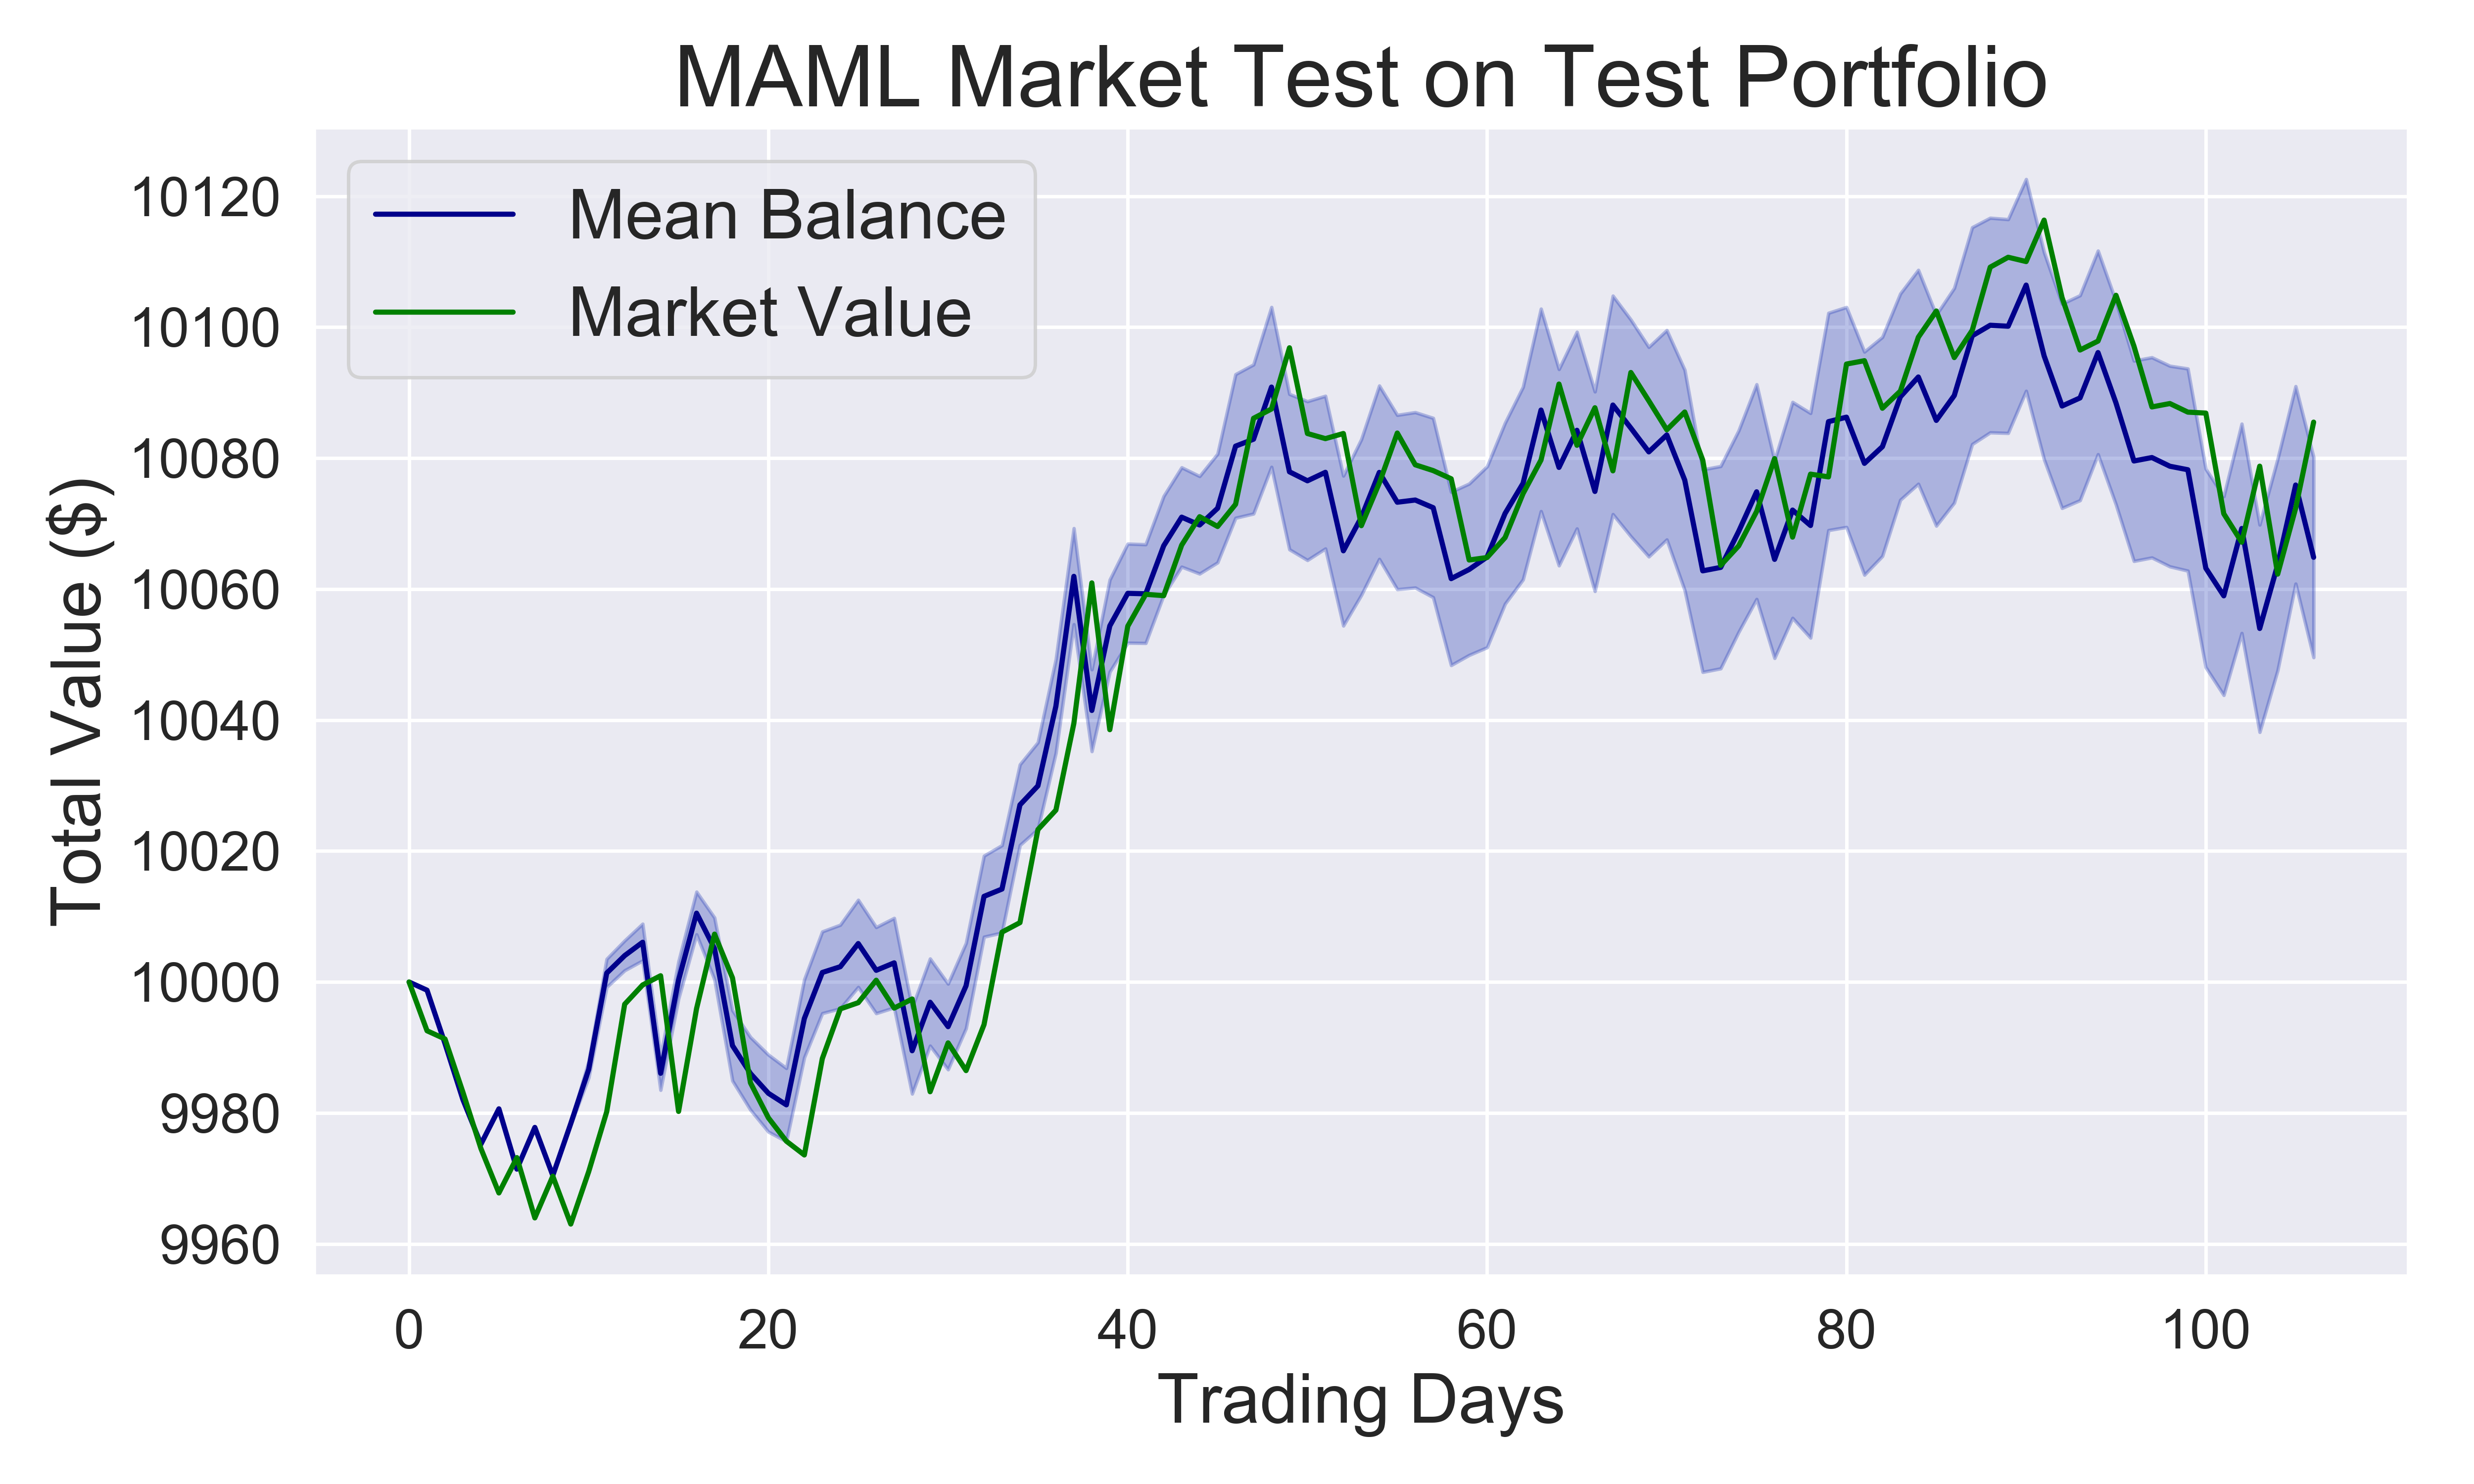 MAML Market Test on Test Portfolio
Mean Balance
Market Value
Total Value ($)
10120
10100
10080
10060
10040
10020
10000
9980
9960
0 20 40 60 80 100
Trading Days